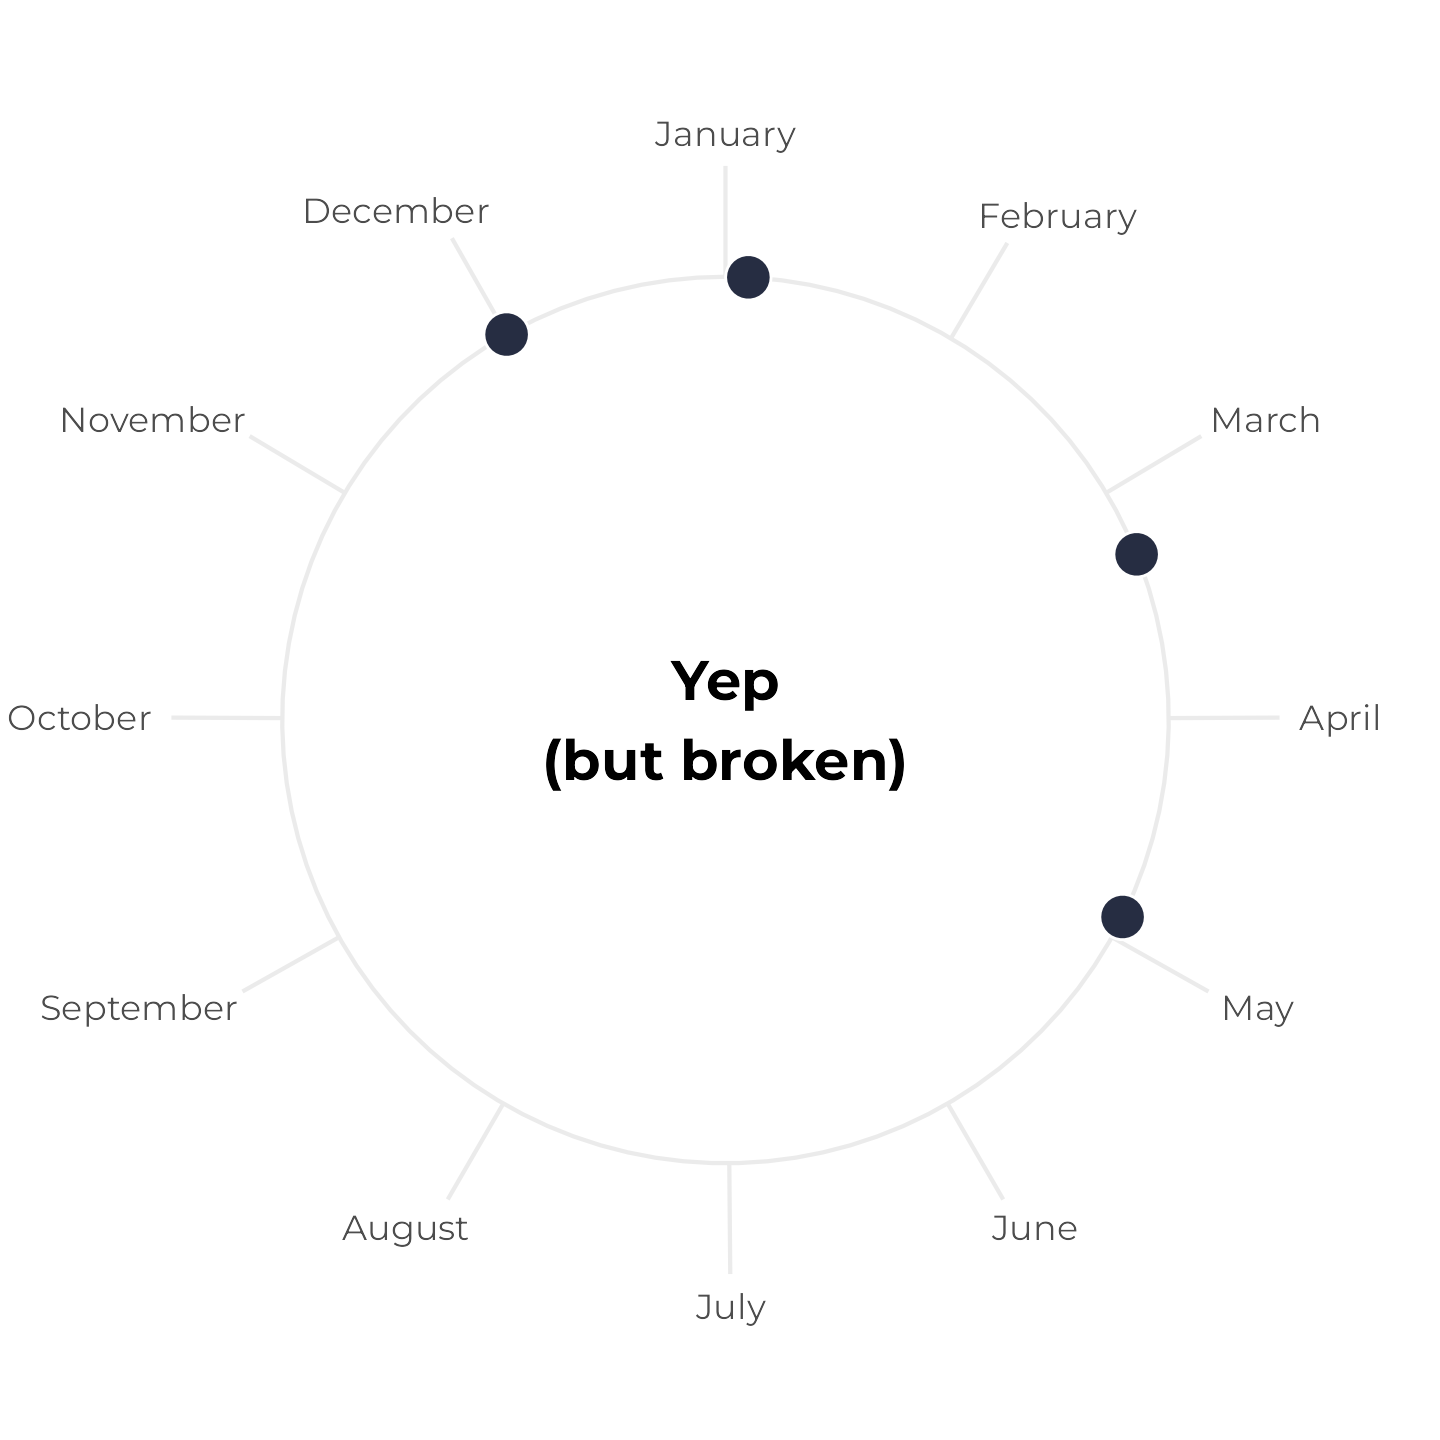 January
February
March
April
May
June
July
August
September
October
November
December
Yep
(but broken)